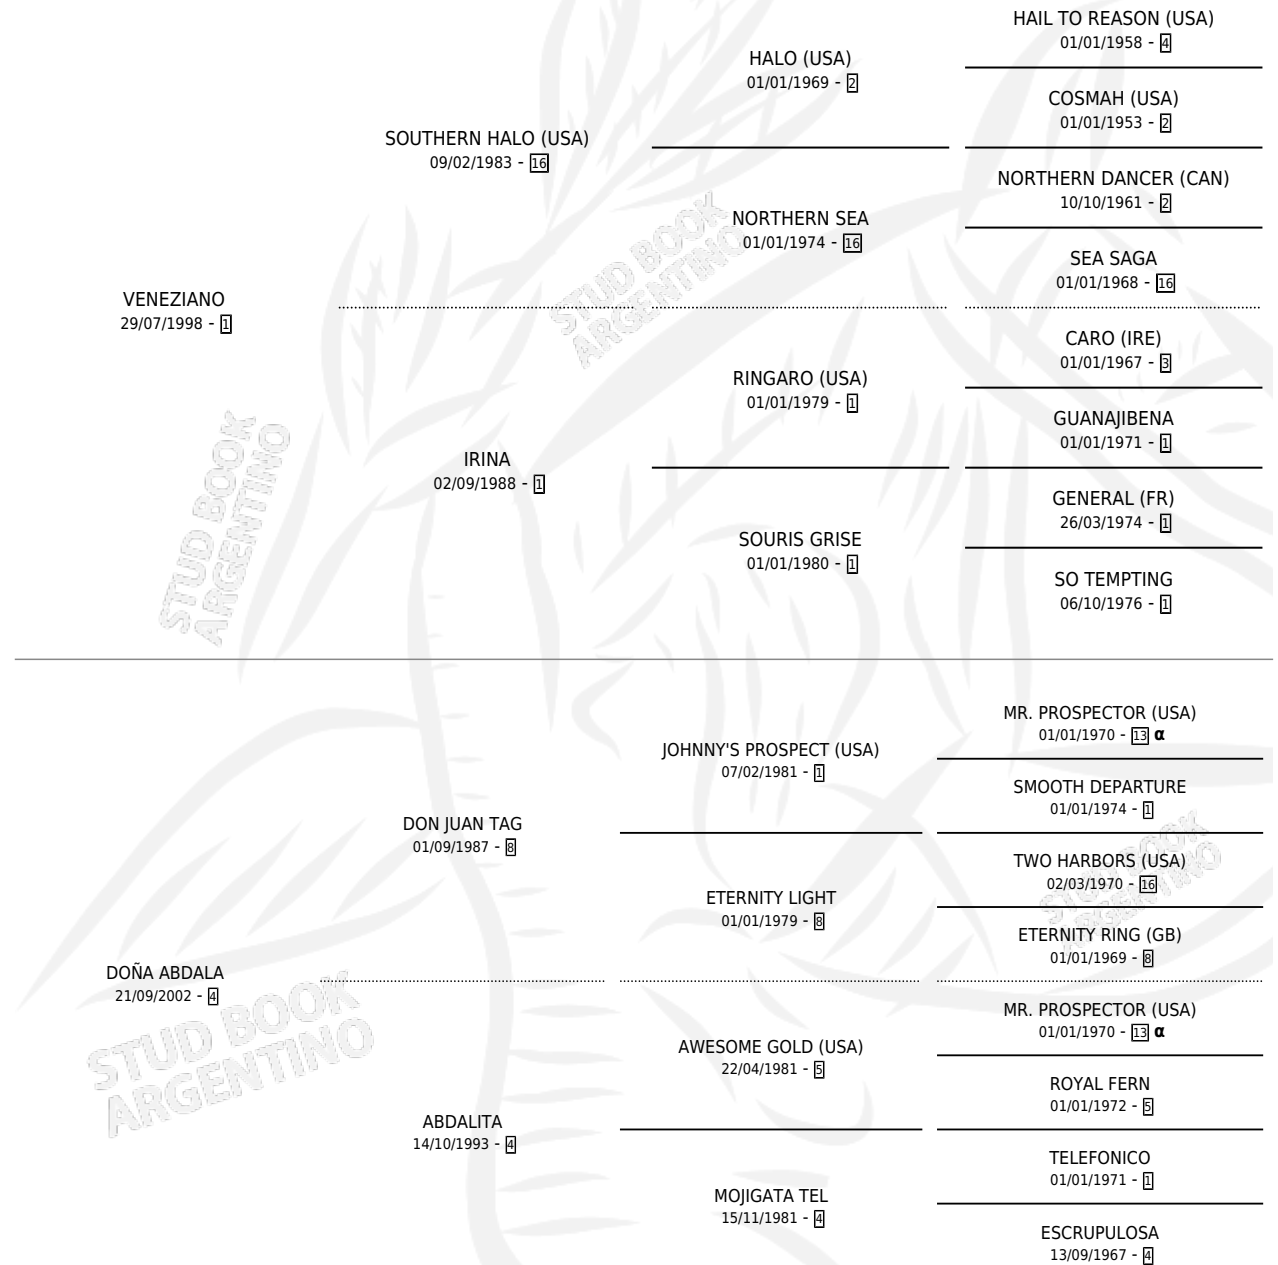 HAIL TO REASON (USA)
01/01/1958 - 4
HALO (USA)
01/01/1969 - 2
COSMAH (USA)
01/01/1953 - 2
SOUTHERN HALO (USA)
09/02/1983 - 16
NORTHERN DANCER (CAN)
10/10/1961 - 2
NORTHERN SEA
01/01/1974 - 16
SEA SAGA
01/01/1968 - 16
VENEZIANO
29/07/1998 - 1
CARO (IRE)
01/01/1967 - 3
RINGARO (USA)
01/01/1979 - 1
GUANAJIBENA
01/01/1971 - 1
IRINA
02/09/1988 - 1
GENERAL (FR)
26/03/1974 - 1
SOURIS GRISE
01/01/1980 - 1
SO TEMPTING
06/10/1976 - 1
MR. PROSPECTOR (USA)
01/01/1970 - 13 α
JOHNNY'S PROSPECT (USA)
07/02/1981 - 1
SMOOTH DEPARTURE
01/01/1974 - 1
DON JUAN TAG
01/09/1987 - 8
TWO HARBORS (USA)
02/03/1970 - 16
ETERNITY LIGHT
01/01/1979 - 8
ETERNITY RING (GB)
01/01/1969 - 8
DOÑA ABDALA
21/09/2002 - 4
MR. PROSPECTOR (USA)
01/01/1970 - 13 α
AWESOME GOLD (USA)
22/04/1981 - 5
ROYAL FERN
01/01/1972 - 5
ABDALITA
14/10/1993 - 4
TELEFONICO
01/01/1971 - 1
MOJIGATA TEL
15/11/1981 - 4
ESCRUPULOSA
13/09/1967 - 4
STUD BOOK
ARGENTINO
STUD BOOK
ARGENTINO
STUD BOOK
ARGENTINO
STUD BOOK
ARGENTINO